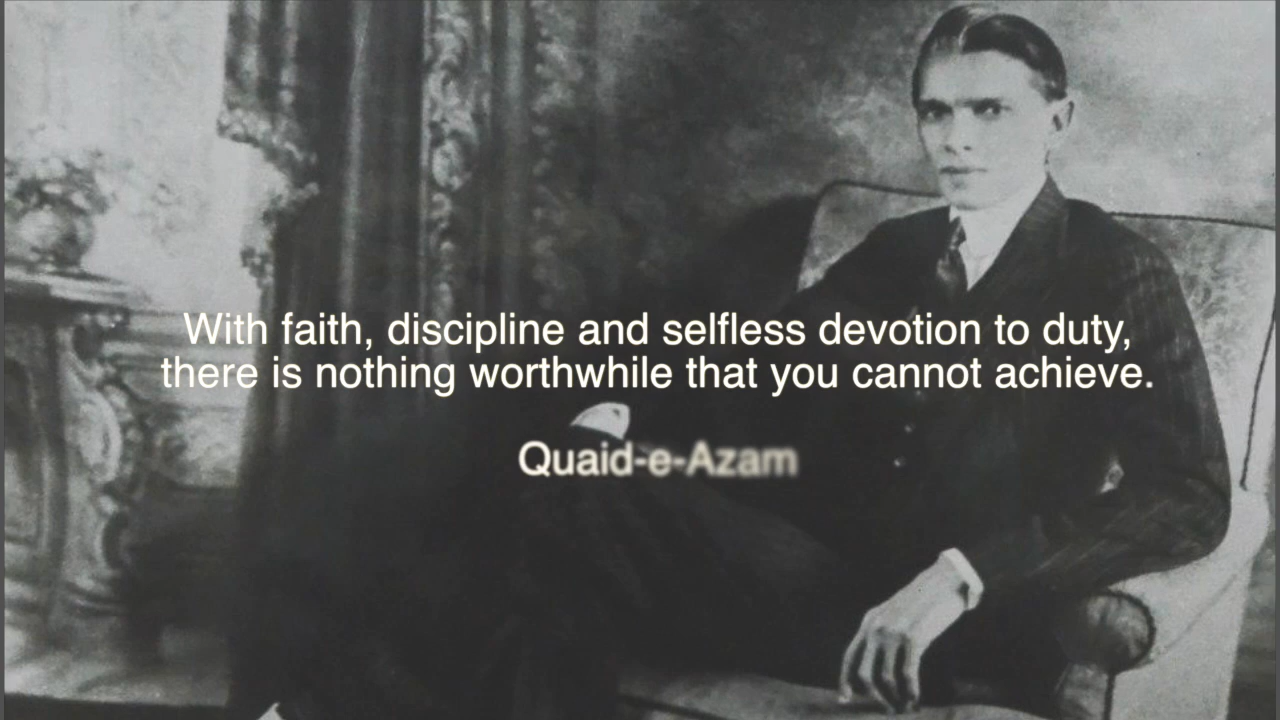 With faith, discipline and selfless devotion to duty,
there is nothing worthwhile that you cannot achieve.
Quaid-e-Azam